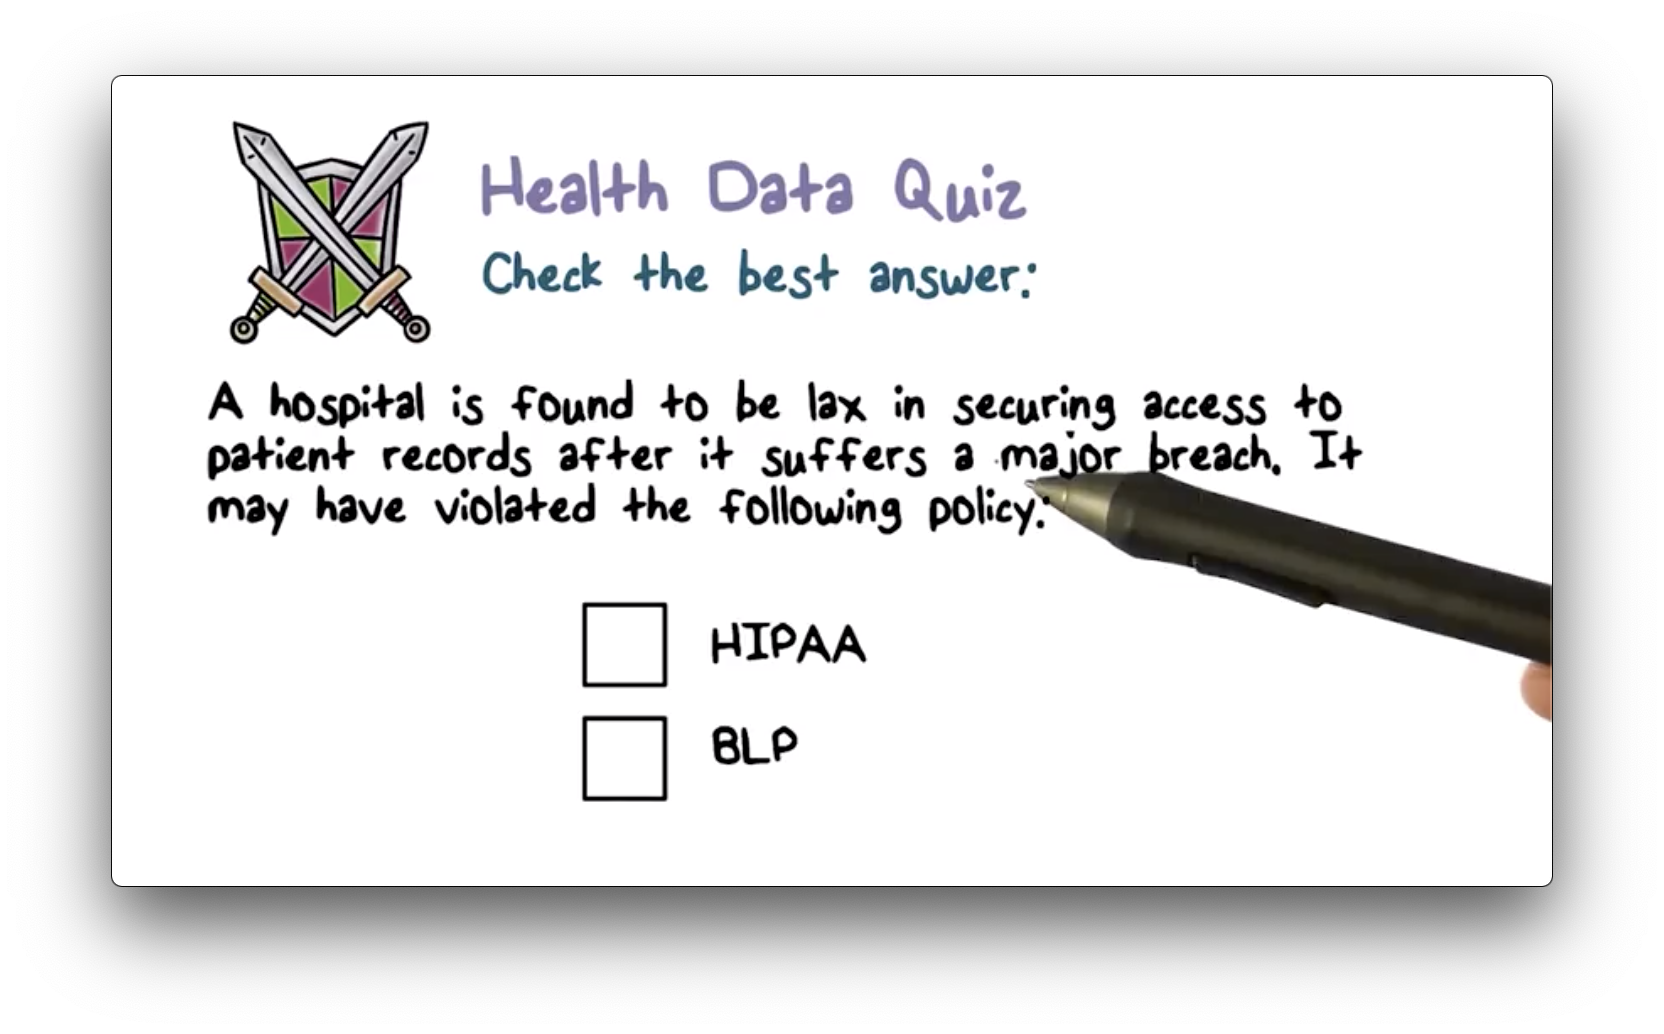 Health Data Quiz
Check the best answer:
A hospital is found to be lax in securing access to
patient records after it suffers a major breach. It
may have violated the following policy:
HIPAA
BLP